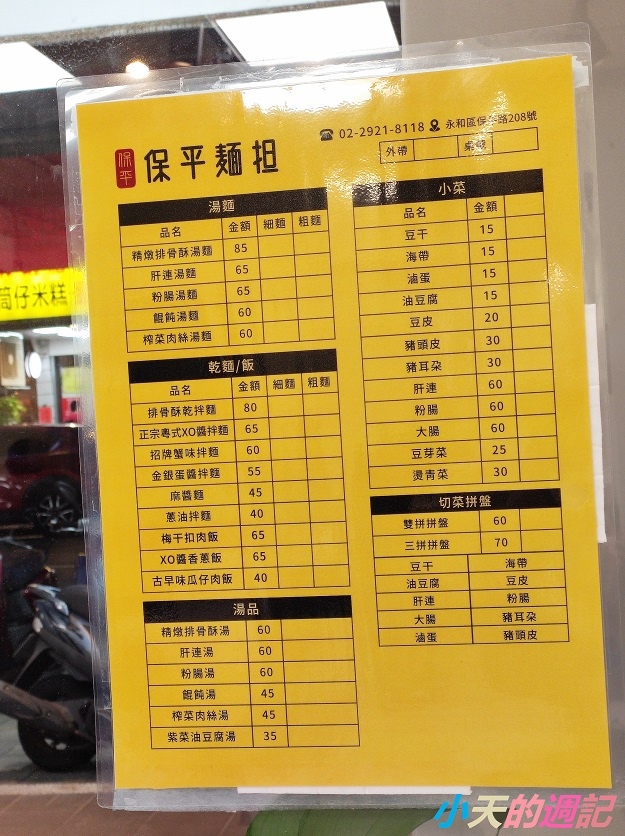 筒仔米糕
保平
保平麵担
02-2921-8118 永和區保平路208號
外帶
湯麵
品名 金額 細麵 粗麵
精燉排骨酥湯麵 85
肝連湯麵 65
粉腸湯麵 65
餛飩湯麵 60
榨菜肉絲湯麵 60
乾麵/飯
品名 金額 細麵 粗麵
排骨酥乾拌麵 80
正宗粵式XO醬拌麵 65
招牌蟹味拌麵 60
金銀蛋醬拌麵 55
麻醬麵 45
蔥油拌麵 40
梅干扣肉飯 65
XO醬香蔥飯 65
古早味瓜仔肉飯 40
湯品
精燉排骨酥湯 60
肝連湯 60
粉腸湯 60
餛飩湯 45
榨菜肉絲湯 45
紫菜油豆腐湯 35
小菜
品名 金額
豆干 15
海帶 15
滷蛋 15
油豆腐 15
豆皮 20
豬頭皮 30
豬耳朶 30
肝連 60
粉腸 60
大腸 60
豆芽菜 25
燙青菜 30
切菜拼盤
雙拼拼盤 60
三拼拼盤 70
豆干 海帶
油豆腐 豆皮
肝連 粉腸
大腸 豬耳朶
滷蛋 豬頭皮
小天的週記